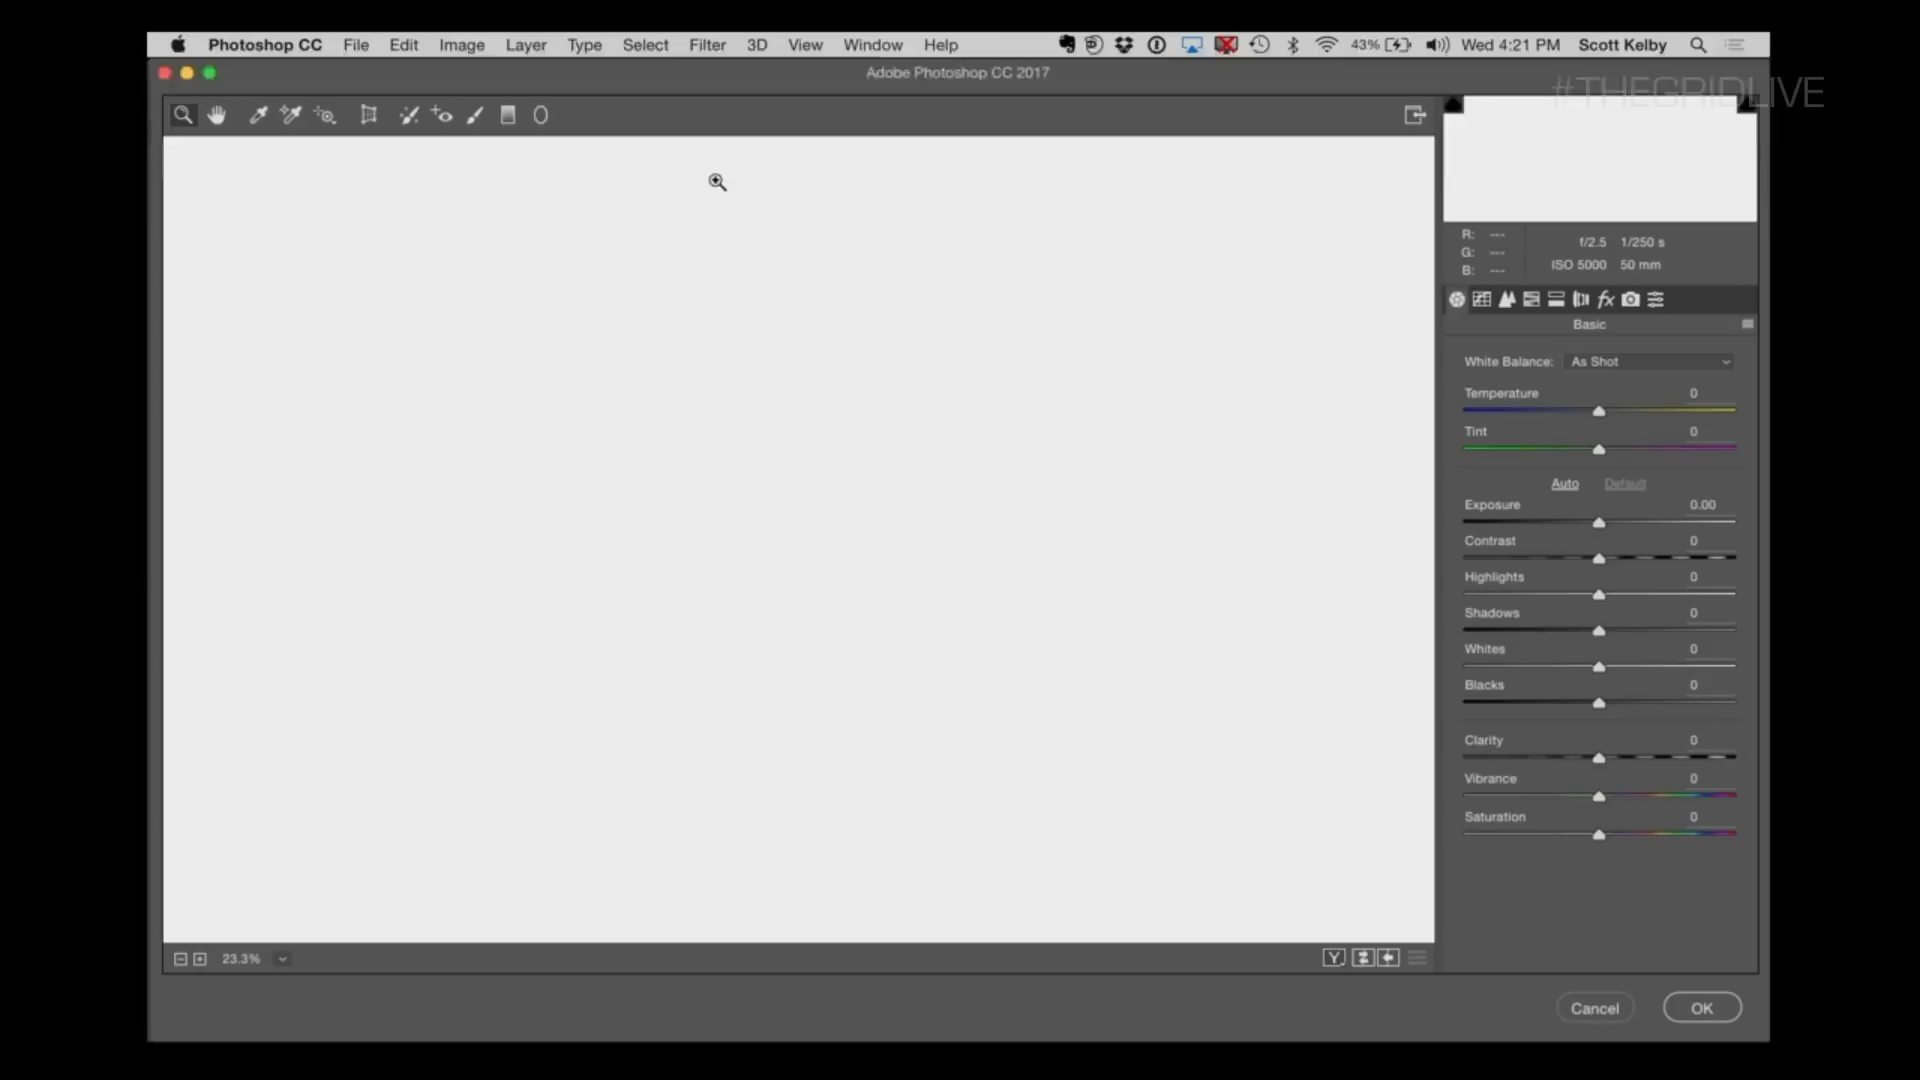 Photoshop CC File Edit Image Layer Type Select Filter 3D View Window Help 43% Wed 4:21 PM Scott Kelby
Adobe Photoshop CC 2017
#THEGRIDLIVE
R: ---
G: ---
B: ---
f/2.5 1/250 s
ISO 5000 50 mm
fx
Basic
White Balance: As Shot
Temperature 0
Tint 0
Auto Default
Exposure 0.00
Contrast 0
Highlights 0
Shadows 0
Whites 0
Blacks 0
Clarity 0
Vibrance 0
Saturation 0
23.3%
Y
Cancel OK